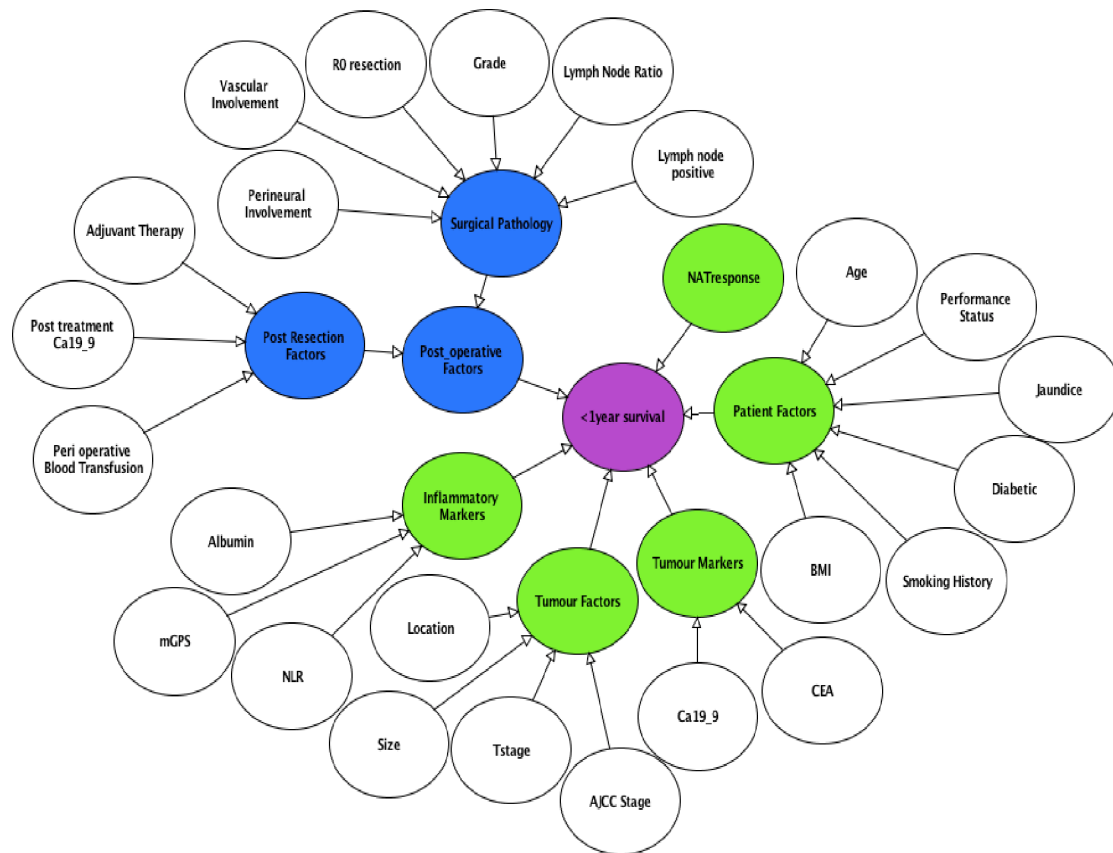 R0 resection
Grade
Lymph Node Ratio
Vascular
Involvement
Lymph node
positive
Perineural
Involvement
Surgical Pathology
Adjuvant Therapy
NATresponse
Age
Performance
Status
Post treatment
Ca19_9
Post Resection
Factors
Post_operative
Factors
<1year survival
Patient Factors
Jaundice
Peri operative
Blood Transfusion
Inflammatory
Markers
Diabetic
Albumin
Tumour Markers
BMI
Smoking History
Tumour Factors
Location
mGPS
NLR
CEA
Ca19_9
Size
Tstage
AJCC Stage